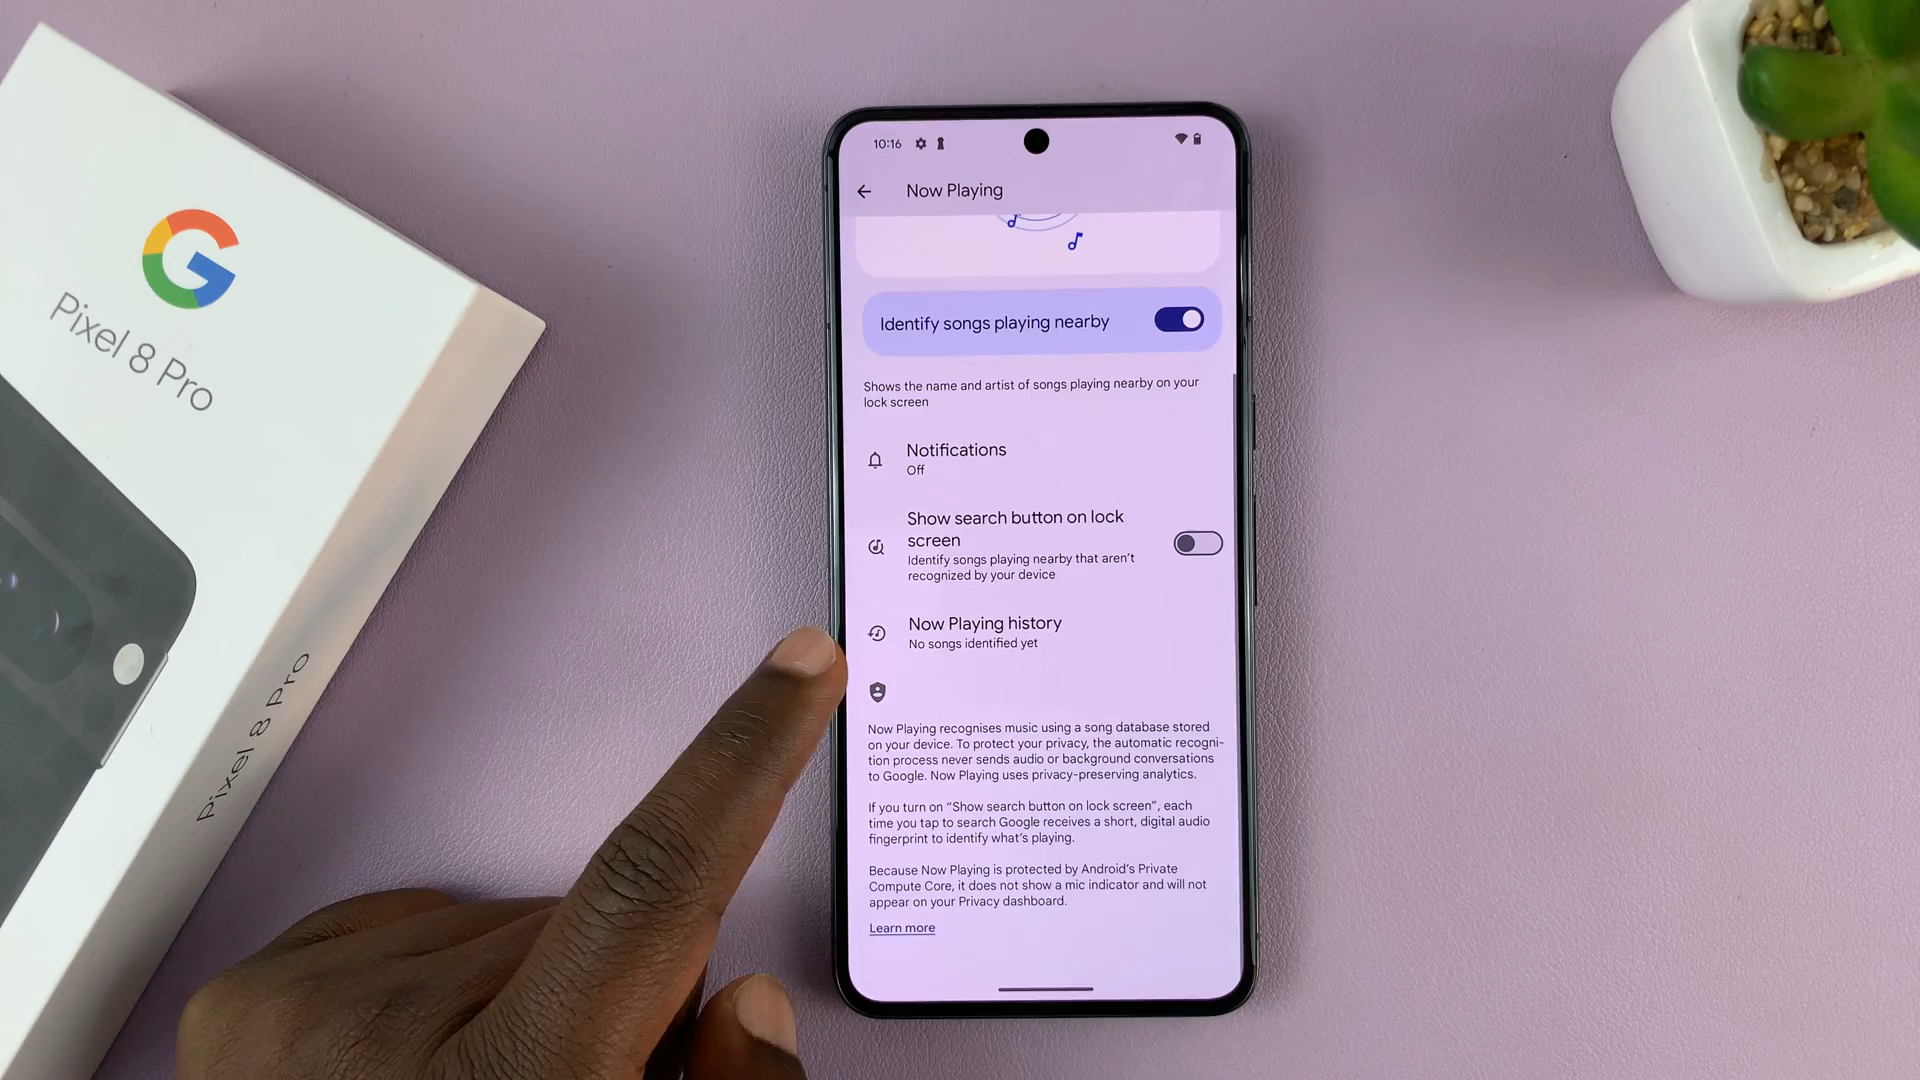 Pixel 8 Pro
Pixel 8 Pro
10:16
Now Playing
Identify songs playing nearby
Shows the name and artist of songs playing nearby on your
lock screen
Notifications
Off
Show search button on lock
screen
Identify songs playing nearby that aren't
recognized by your device
Now Playing history
No songs identified yet
Now Playing recognises music using a song database stored
on your device. To protect your privacy, the automatic recogni-
tion process never sends audio or background conversations
to Google. Now Playing uses privacy-preserving analytics.
If you turn on “Show search button on lock screen”, each
time you tap to search Google receives a short, digital audio
fingerprint to identify what's playing.
Because Now Playing is protected by Android's Private
Compute Core, it does not show a mic indicator and will not
appear on your Privacy dashboard.
Learn more